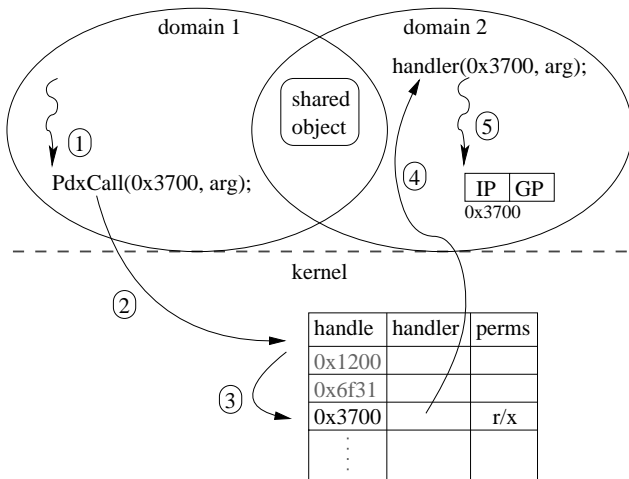 domain 1
domain 2
handler(0x3700, arg);
shared
object
1
5
PdxCall(0x3700, arg);
4
IP GP
0x3700
kernel
2
handle handler perms
0x1200
0x6f31
3
0x3700 r/x